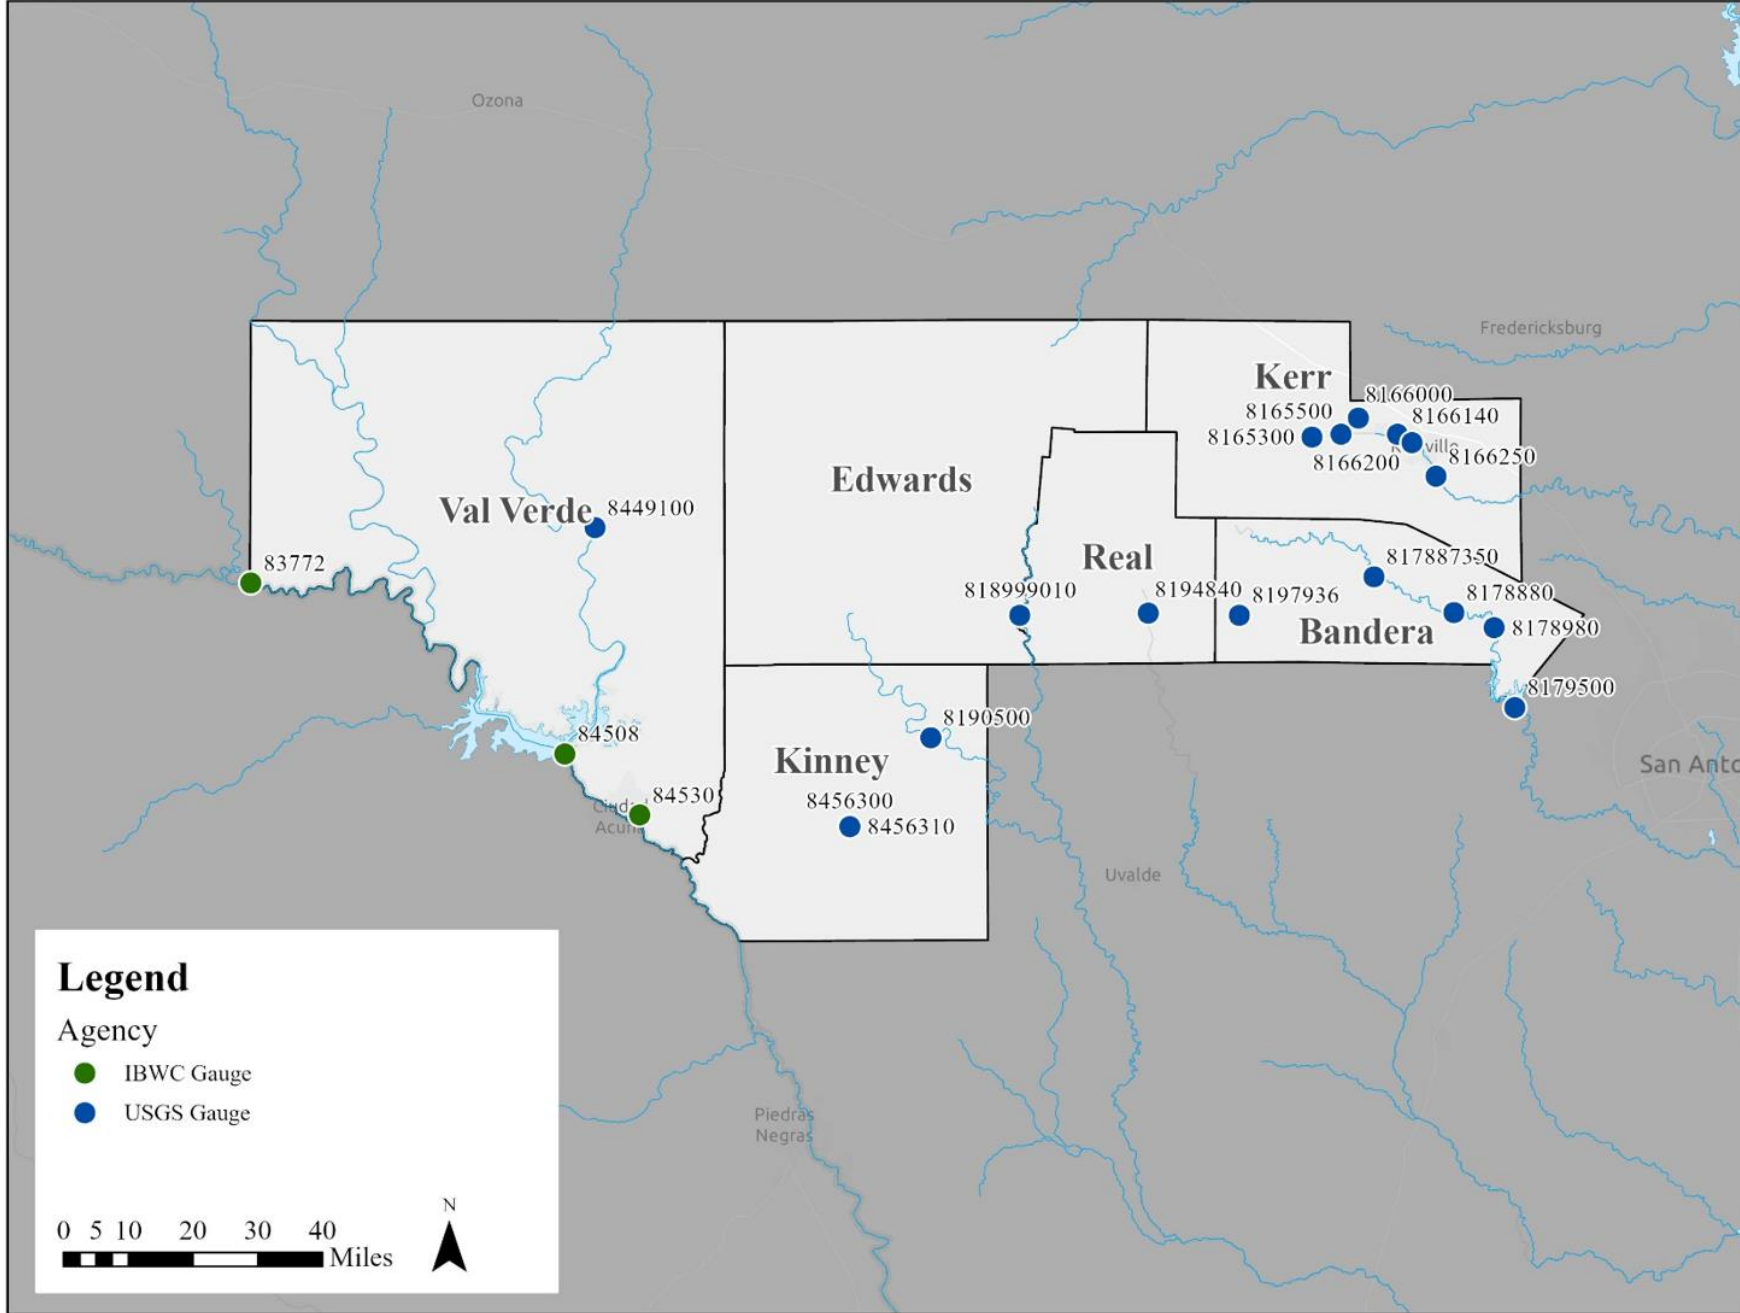 Ozona
Fredericksburg
Kerr
8166000
8165500
8166140
8165300
8166200
8166250
Edwards
Val Verde
8449100
83772
Real
817887350
818999010
8194840
8197936
8178880
Bandera
8178980
8179500
8190500
84508
Kinney
San Anto
8456300
84530
8456310
Ciudad
Acuña
Uvalde
Piedras
Negras
Legend
Agency
IBWC Gauge
USGS Gauge
N
0 5 10 20 30 40
Miles